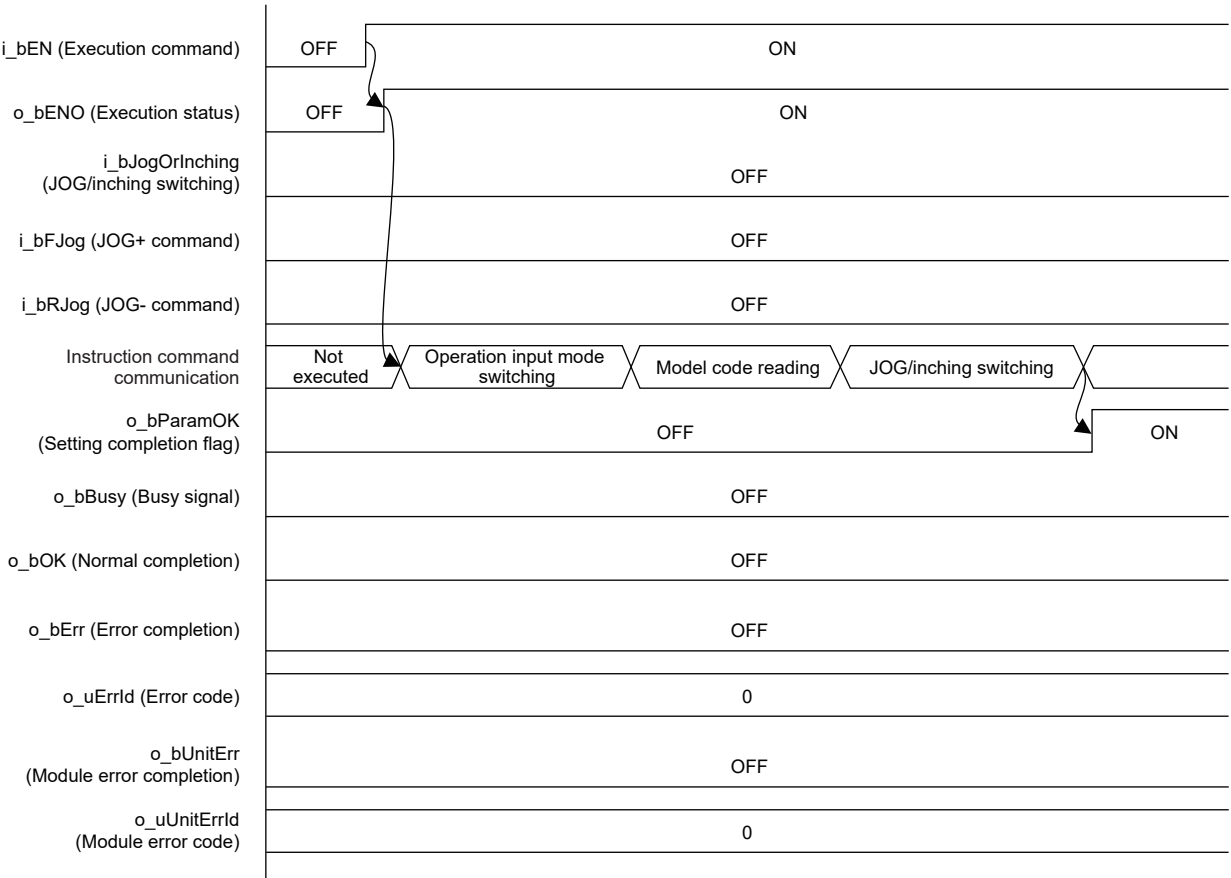 i_bEN (Execution command)
OFF
ON
o_bENO (Execution status)
OFF
ON
i_bJogOrInching
(JOG/inching switching)
OFF
i_bFJog (JOG+ command)
OFF
i_bRJog (JOG- command)
OFF
Instruction command
communication
Not
executed
Operation input mode
switching
Model code reading
JOG/inching switching
o_bParamOK
(Setting completion flag)
OFF
ON
o_bBusy (Busy signal)
OFF
o_bOK (Normal completion)
OFF
o_bErr (Error completion)
OFF
o_uErrId (Error code)
0
o_bUnitErr
(Module error completion)
OFF
o_uUnitErrId
(Module error code)
0